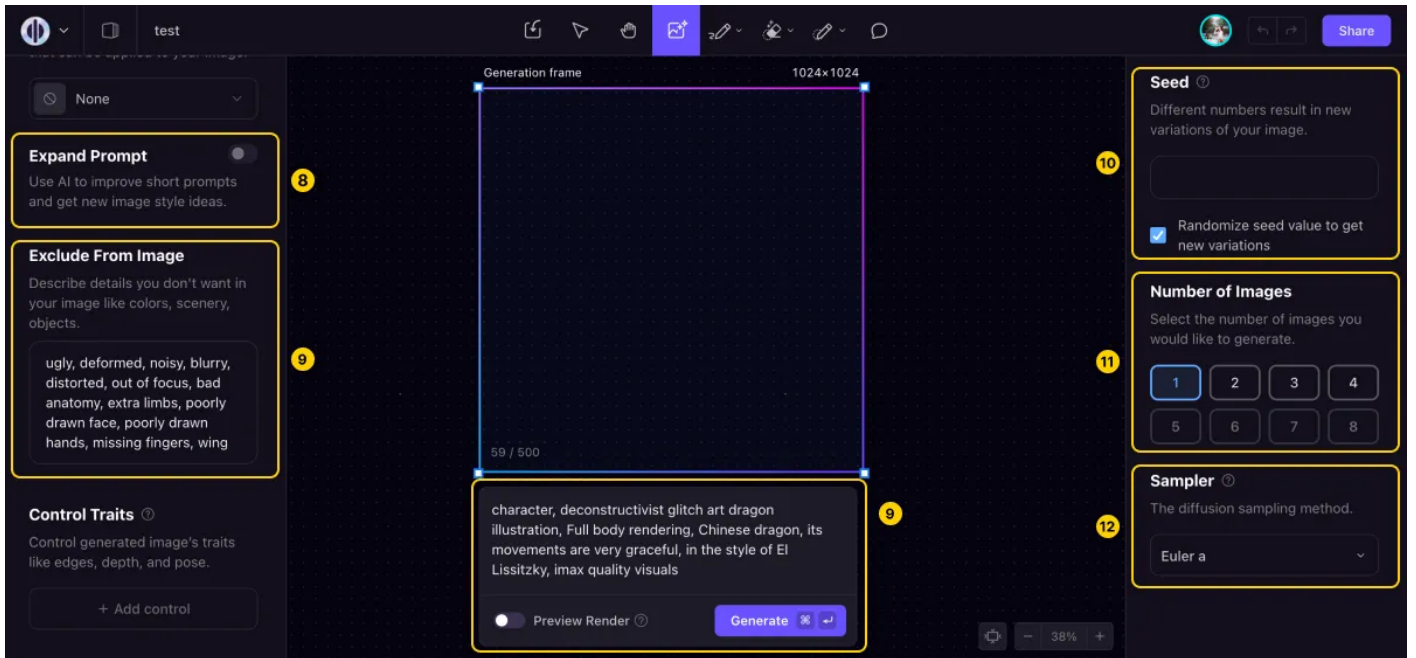 test
Share
that can be applied to your image.
None
Expand Prompt
Use AI to improve short prompts
and get new image style ideas.
8
Exclude From Image
Describe details you don't want in
your image like colors, scenery,
objects.
ugly, deformed, noisy, blurry,
distorted, out of focus, bad
anatomy, extra limbs, poorly
drawn face, poorly drawn
hands, missing fingers, wing
9
Control Traits
Control generated image's traits
like edges, depth, and pose.
+ Add control
Generation frame
1024×1024
59 / 500
character, deconstructivist glitch art dragon
illustration, Full body rendering, Chinese dragon, its
movements are very graceful, in the style of El
Lissitzky, imax quality visuals
Preview Render
Generate ⌘ ↵
9
− 38% +
Seed
Different numbers result in new
variations of your image.
Randomize seed value to get
new variations
10
Number of Images
Select the number of images you
would like to generate.
1 2 3 4
5 6 7 8
11
Sampler
The diffusion sampling method.
Euler a
12